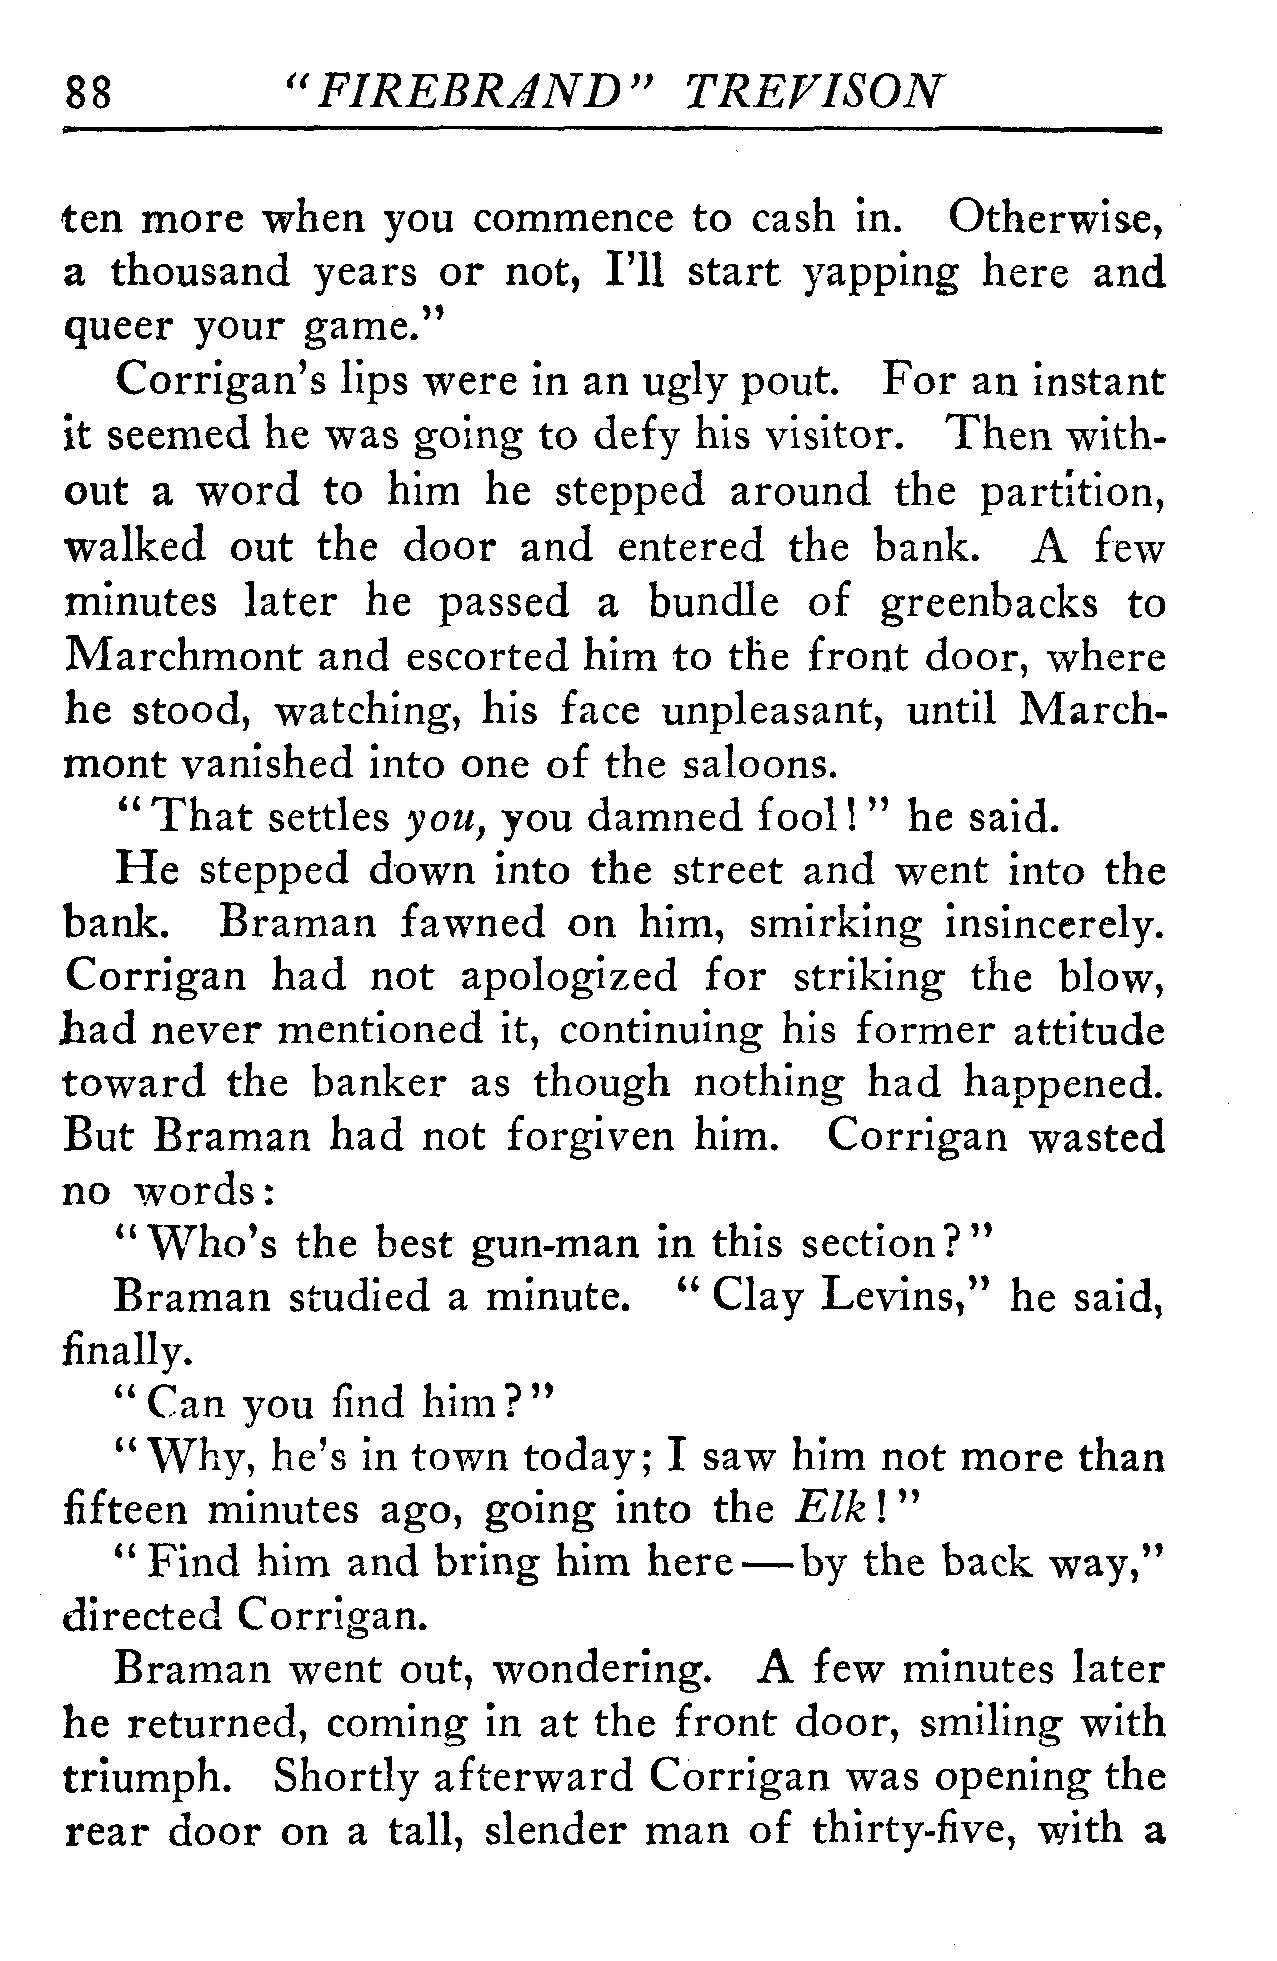 88 "FIREBRAND" TREVISON
ten more when you commence to cash in. Otherwise,
a thousand years or not, I'll start yapping here and
queer your game."
Corrigan's lips were in an ugly pout. For an instant
it seemed he was going to defy his visitor. Then with-
out a word to him he stepped around the partition,
walked out the door and entered the bank. A few
minutes later he passed a bundle of greenbacks to
Marchmont and escorted him to the front door, where
he stood, watching, his face unpleasant, until March-
mont vanished into one of the saloons.
"That settles you, you damned fool!" he said.
He stepped down into the street and went into the
bank. Braman fawned on him, smirking insincerely.
Corrigan had not apologized for striking the blow,
had never mentioned it, continuing his former attitude
toward the banker as though nothing had happened.
But Braman had not forgiven him. Corrigan wasted
no words:
"Who's the best gun-man in this section?"
Braman studied a minute. "Clay Levins," he said,
finally.
"Can you find him?"
"Why, he's in town today; I saw him not more than
fifteen minutes ago, going into the Elk!"
"Find him and bring him here—by the back way,"
directed Corrigan.
Braman went out, wondering. A few minutes later
he returned, coming in at the front door, smiling with
triumph. Shortly afterward Corrigan was opening the
rear door on a tall, slender man of thirty-five, with a